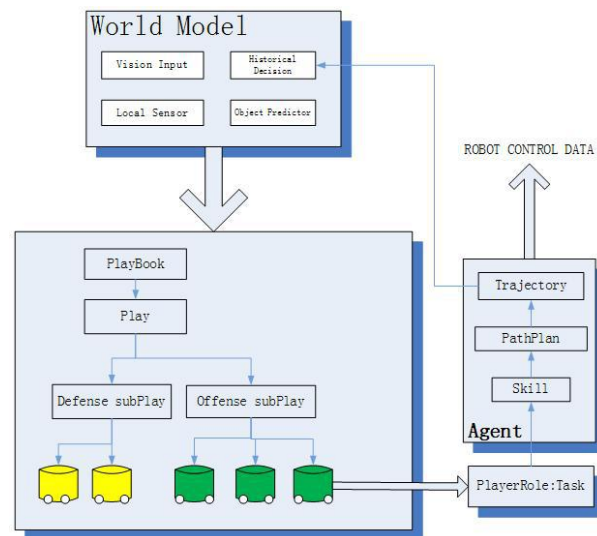 World Model
Vision Input
Historical
Decision
Local Sensor
Object Predictor
ROBOT CONTROL DATA
PlayBook
Play
Defense subPlay
Offense subPlay
Trajectory
PathPlan
Skill
Agent
PlayerRole:Task